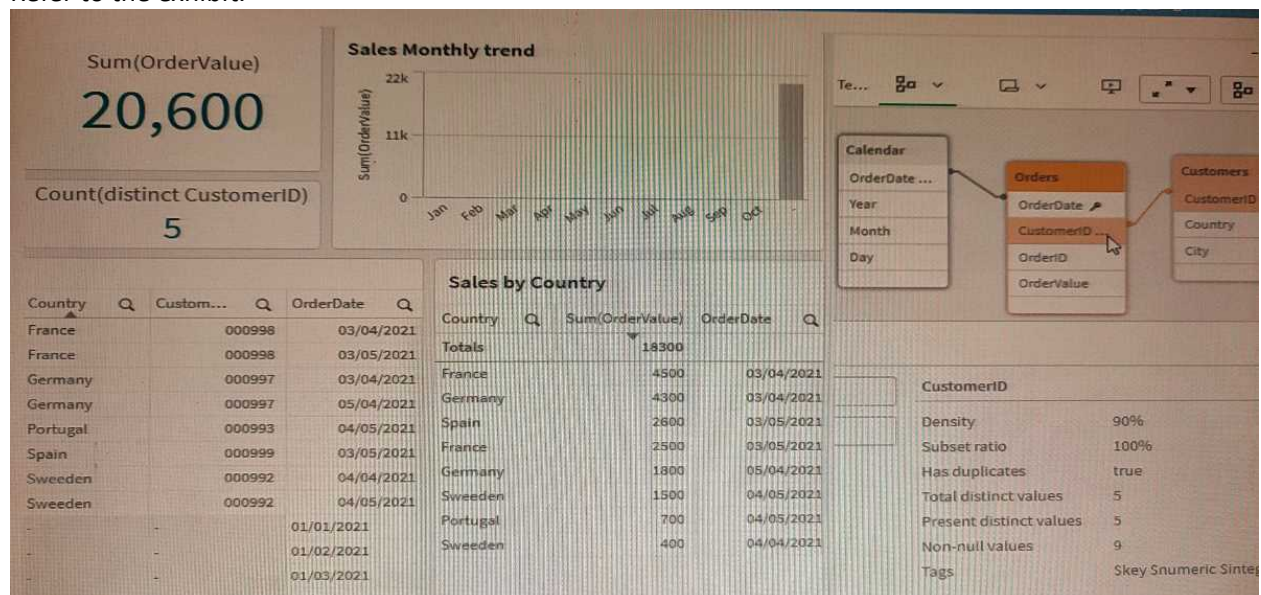 Refer to the exhibit.
Sum(OrderValue)
20,600
Count(distinct CustomerID)
5
Sales Monthly trend
Sum(OrderValue)
22k
11k
0
Jan Feb Mar Apr May Jun Jul Aug Sep Oct -
Te...
Calendar
OrderDate ...
Year
Month
Day
Orders
OrderDate
CustomerID ...
OrderID
OrderValue
Customers
CustomerID
Country
City
Country Custom... OrderDate
France 000998 03/04/2021
France 000998 03/05/2021
Germany 000997 03/04/2021
Germany 000997 05/04/2021
Portugal 000993 04/05/2021
Spain 000999 03/05/2021
Sweeden 000992 04/04/2021
Sweeden 000992 04/05/2021
- - 01/01/2021
- - 01/02/2021
- - 01/03/2021
Sales by Country
Country Sum(OrderValue) OrderDate
Totals 18300
France 4500 03/04/2021
Germany 4300 03/04/2021
Spain 2600 03/05/2021
France 2500 03/05/2021
Germany 1800 05/04/2021
Sweeden 1500 04/05/2021
Portugal 700 04/05/2021
Sweeden 400 04/04/2021
CustomerID
Density 90%
Subset ratio 100%
Has duplicates true
Total distinct values 5
Present distinct values 5
Non-null values 9
Tags $key $numeric $integ